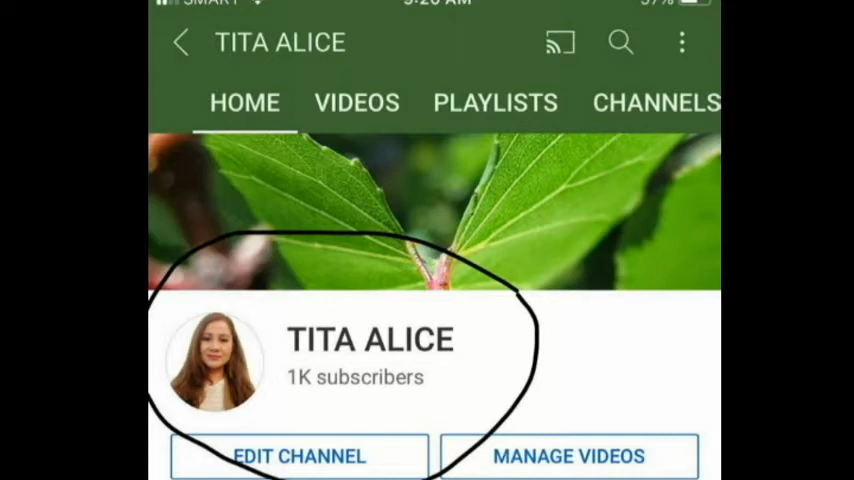 TITA ALICE
HOME VIDEOS PLAYLISTS CHANNELS
TITA ALICE
1K subscribers
EDIT CHANNEL MANAGE VIDEOS